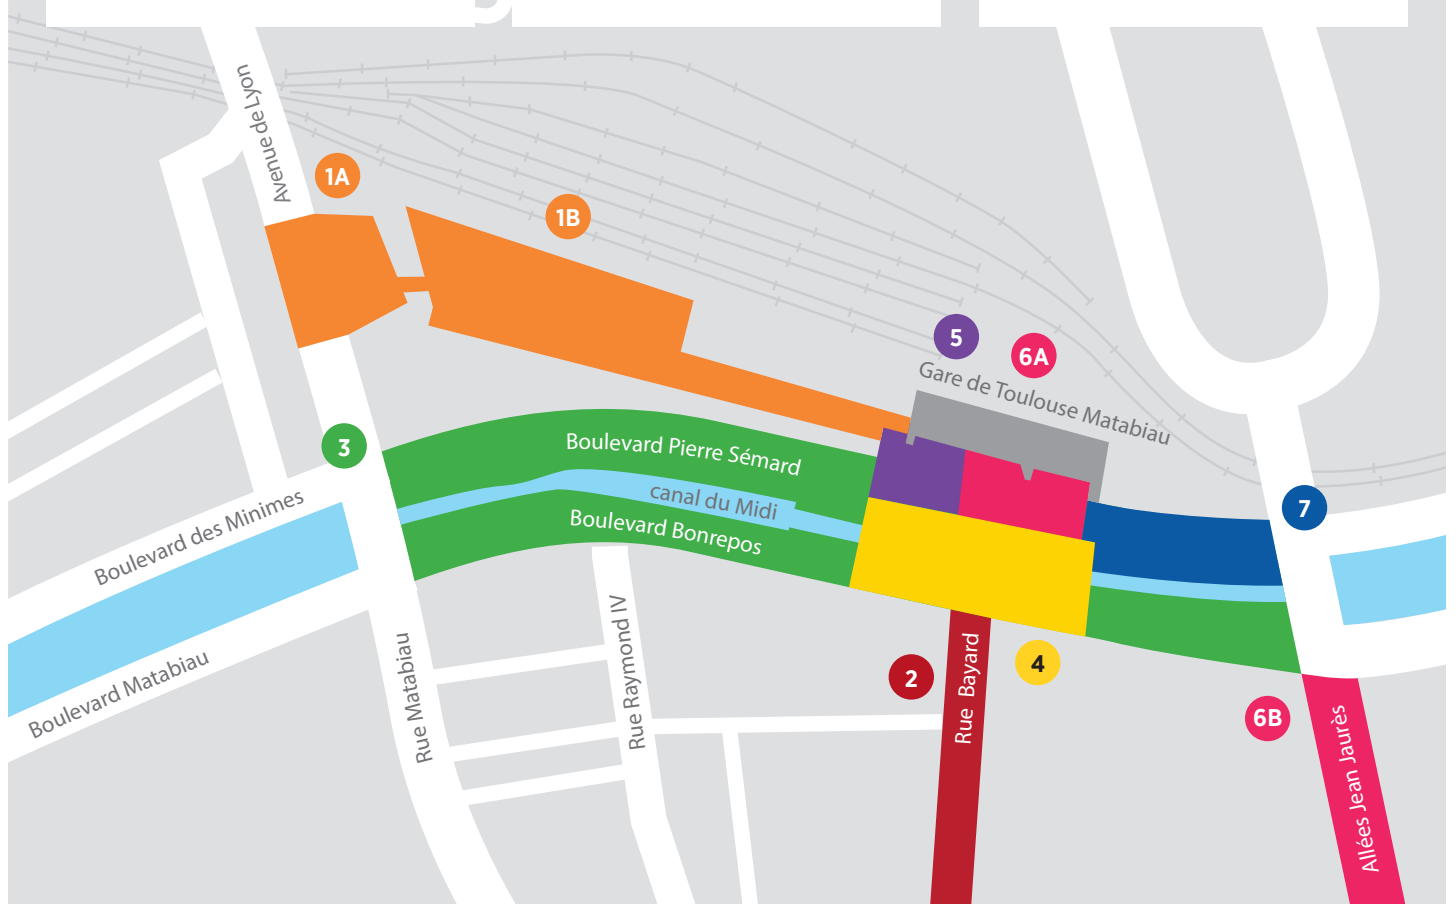 Avenue de Lyon
1A
1B
5
6A
Gare de Toulouse Matabiau
3
Boulevard Pierre Sémard
canal du Midi
Boulevard Bonrepos
7
Boulevard des Minimes
Boulevard Matabiau
Rue Matabiau
Rue Raymond IV
2
Rue Bayard
4
6B
Allées Jean Jaurès